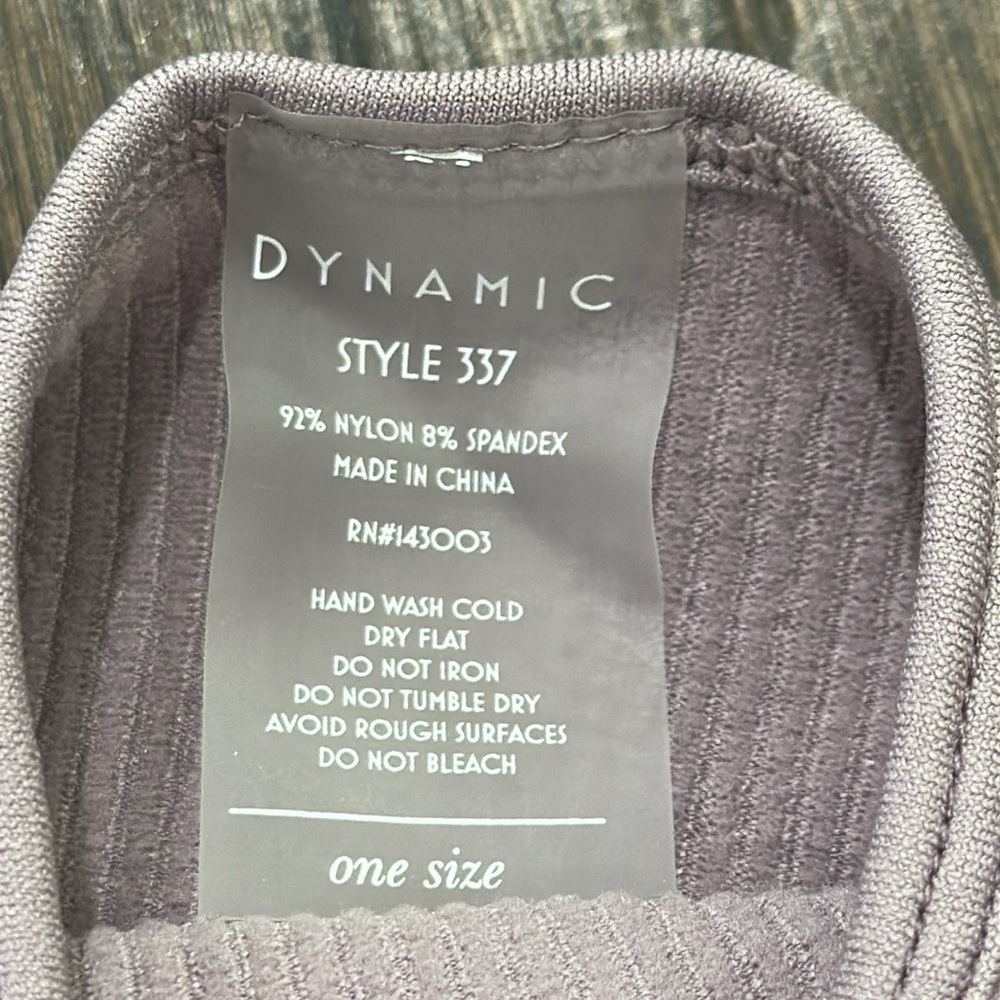 DYNAMIC
STYLE 337
92% NYLON 8% SPANDEX
MADE IN CHINA
RN#143003
HAND WASH COLD
DRY FLAT
DO NOT IRON
DO NOT TUMBLE DRY
AVOID ROUGH SURFACES
DO NOT BLEACH
one size